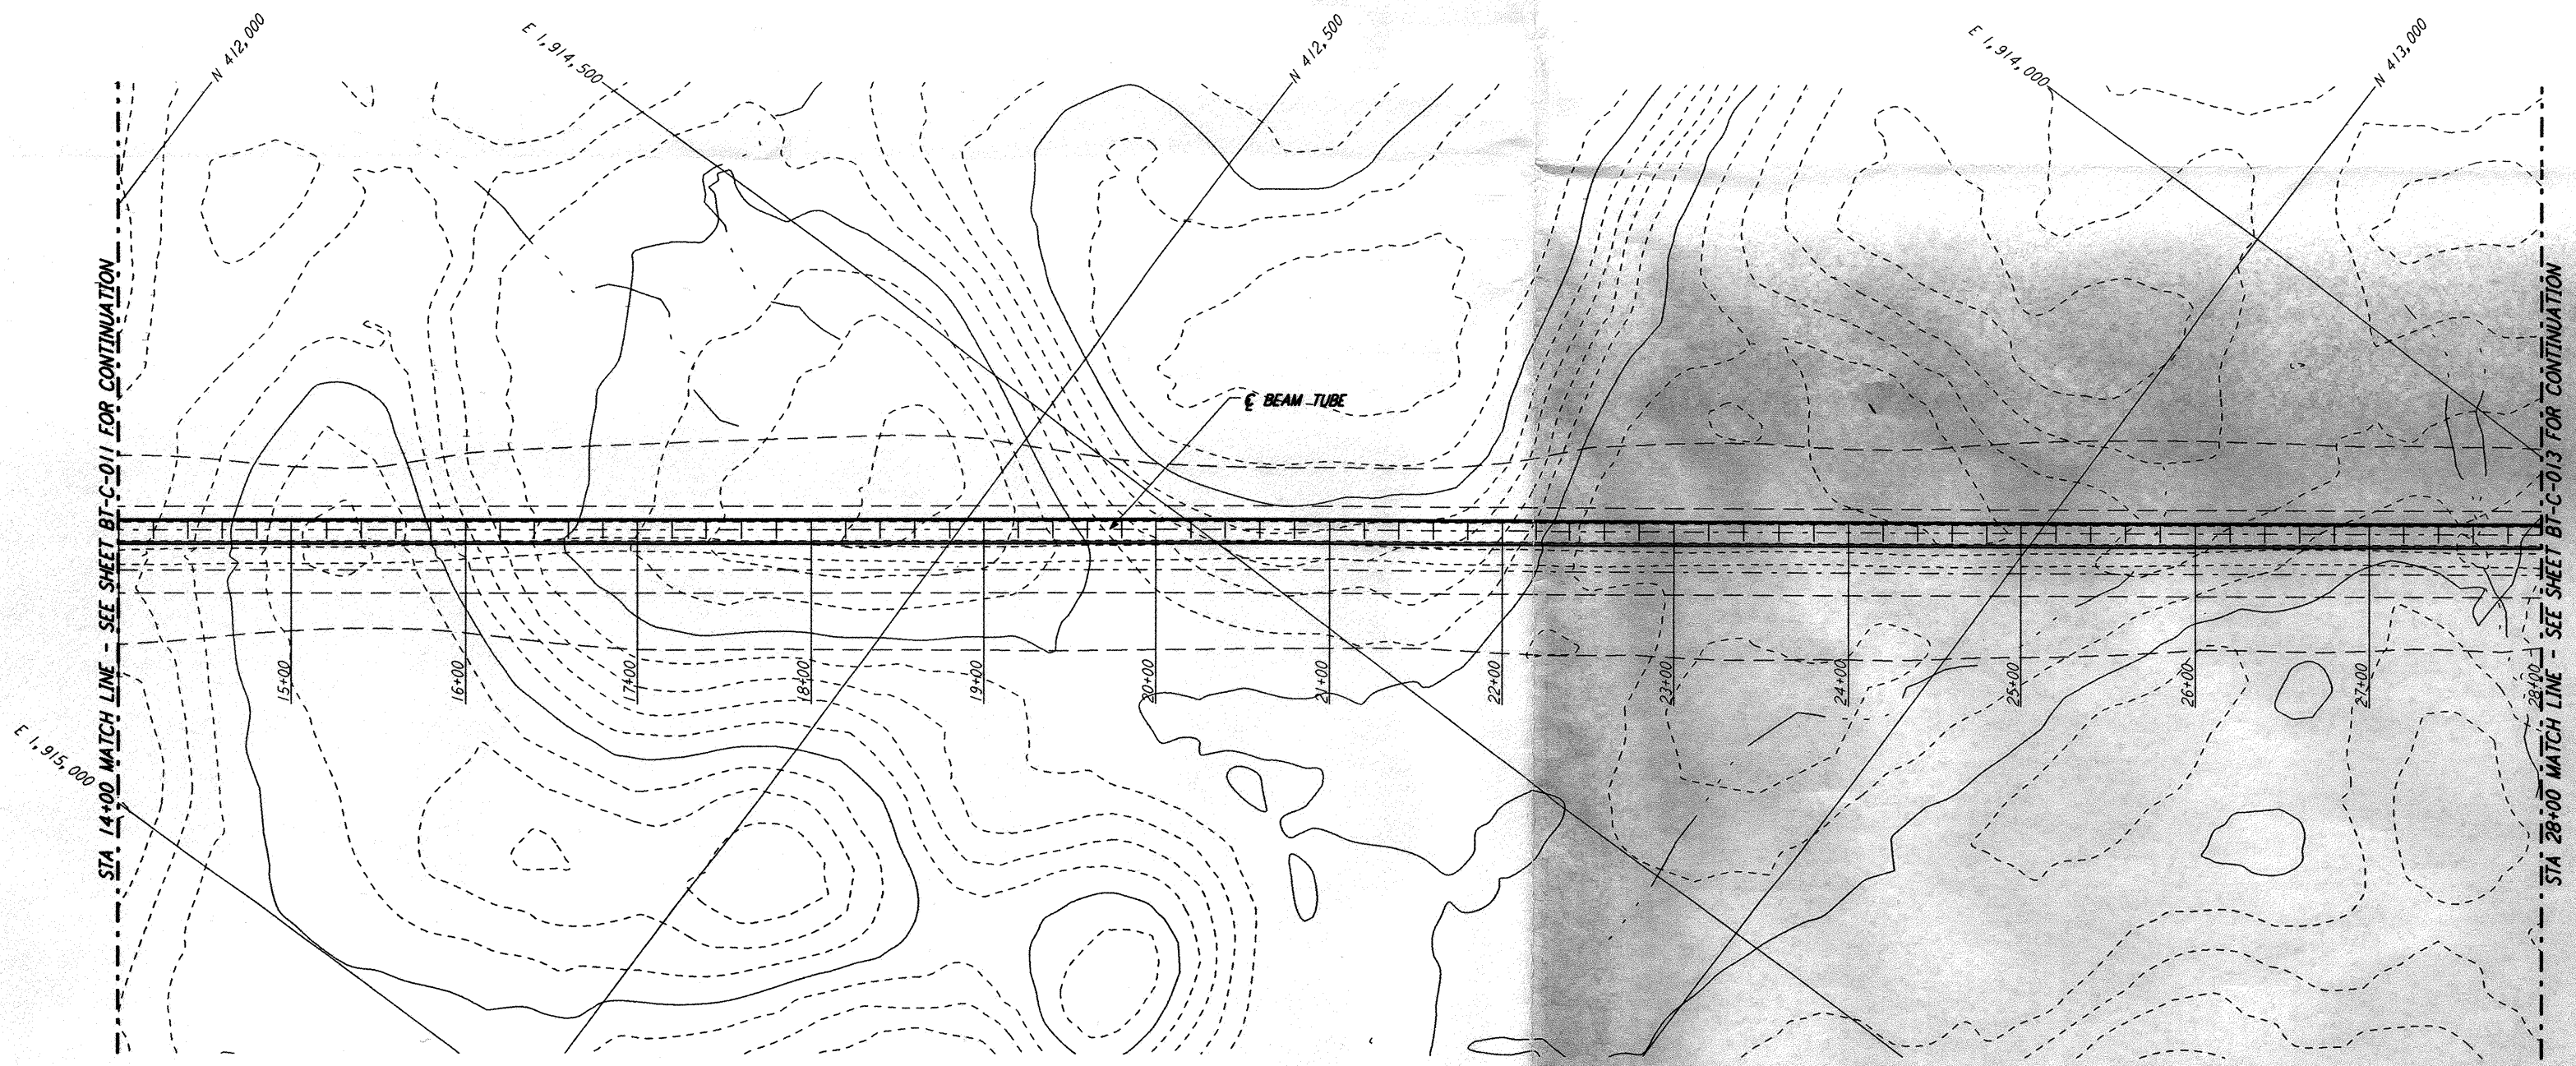 N 412,000
E 1,914,500
N 412,500
E 1,914,000
N 413,000
STA 14+00 MATCH LINE - SEE SHEET BT-C-011 FOR CONTINUATION
℄ BEAM TUBE
15+00
16+00
17+00
18+00
19+00
20+00
21+00
22+00
23+00
24+00
25+00
26+00
27+00
28+00
E 1,915,000
STA 28+00 MATCH LINE - SEE SHEET BT-C-013 FOR CONTINUATION